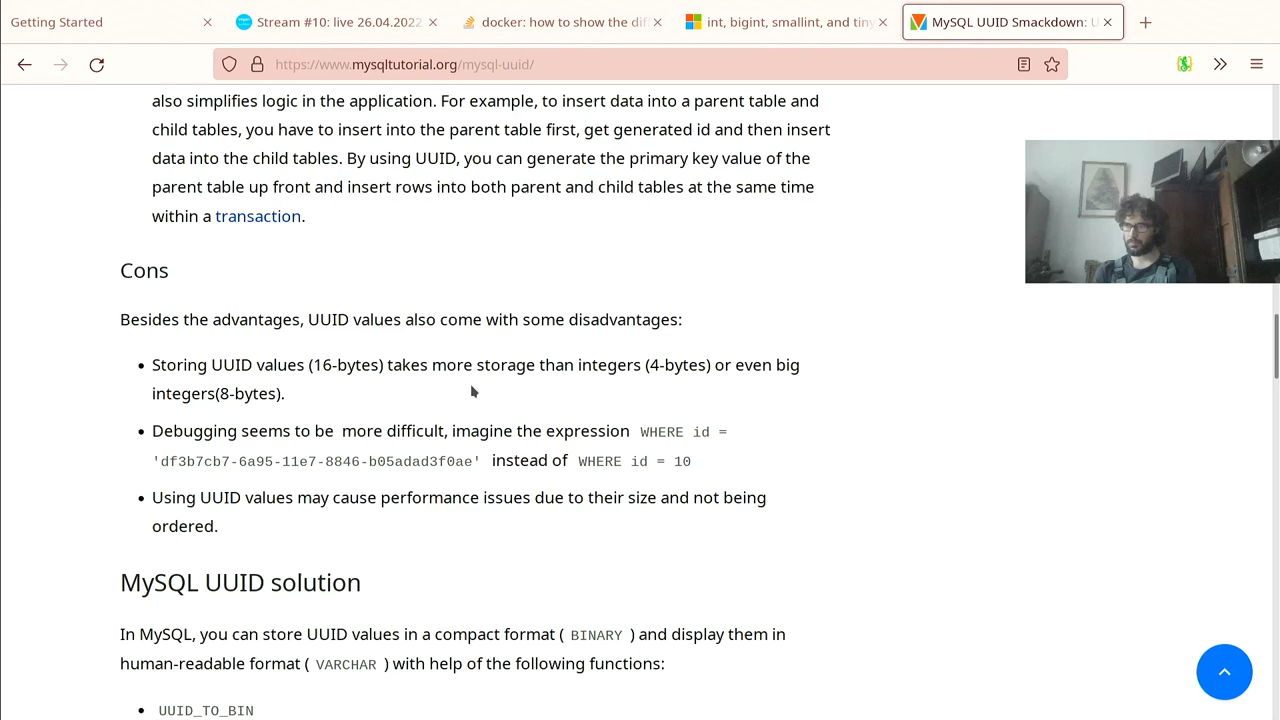 Getting Started
Stream #10: live 26.04.2022
docker: how to show the dif
int, bigint, smallint, and tiny
MySQL UUID Smackdown: U
https://www.mysqltutorial.org/mysql-uuid/
also simplifies logic in the application. For example, to insert data into a parent table and
child tables, you have to insert into the parent table first, get generated id and then insert
data into the child tables. By using UUID, you can generate the primary key value of the
parent table up front and insert rows into both parent and child tables at the same time
within a transaction.
Cons
Besides the advantages, UUID values also come with some disadvantages:
• Storing UUID values (16-bytes) takes more storage than integers (4-bytes) or even big
integers(8-bytes).
• Debugging seems to be more difficult, imagine the expression WHERE id =
'df3b7cb7-6a95-11e7-8846-b05adad3f0ae' instead of WHERE id = 10
• Using UUID values may cause performance issues due to their size and not being
ordered.
MySQL UUID solution
In MySQL, you can store UUID values in a compact format ( BINARY ) and display them in
human-readable format ( VARCHAR ) with help of the following functions:
• UUID_TO_BIN